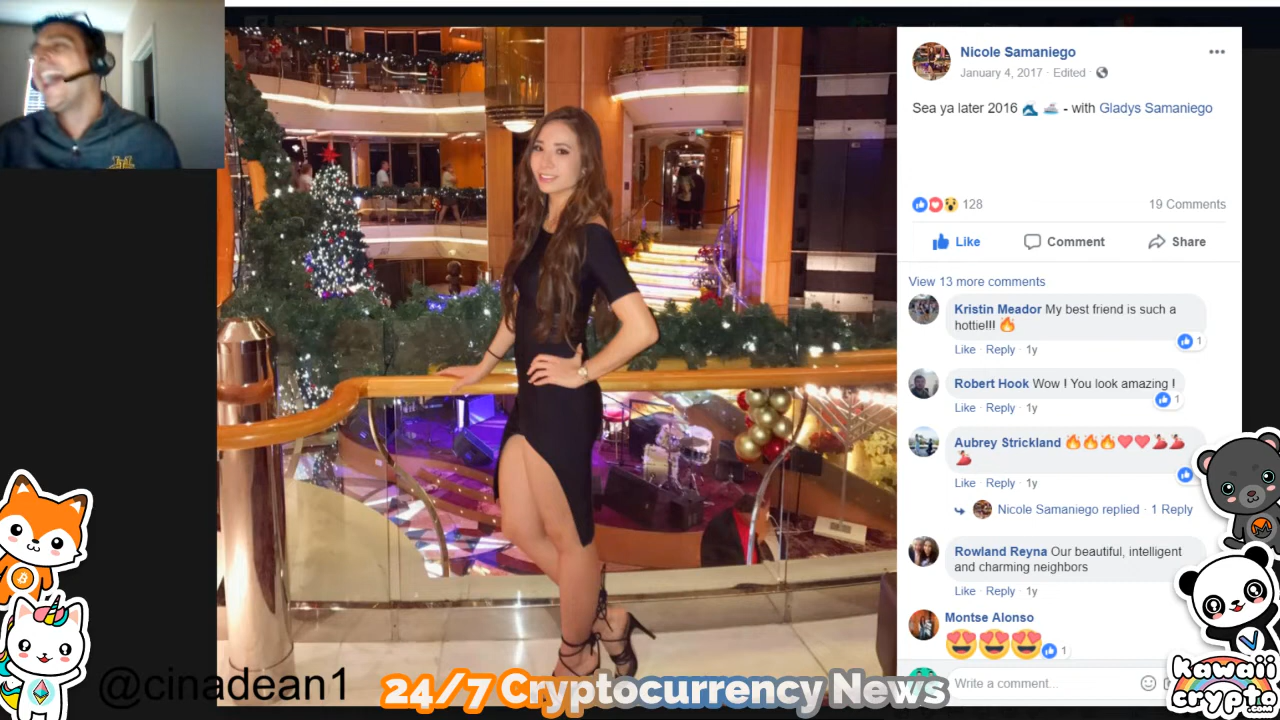 Nicole Samaniego
January 4, 2017 · Edited ·
Sea ya later 2016 🌊 🛳️ - with Gladys Samaniego
128
19 Comments
Like Comment Share
View 13 more comments
Kristin Meador My best friend is such a
hottie!!! 🔥
1
Like · Reply · 1y
Robert Hook Wow ! You look amazing !
1
Like · Reply · 1y
Aubrey Strickland 🔥🔥🔥❤️❤️💃💃
💃
Like · Reply · 1y
Nicole Samaniego replied · 1 Reply
Rowland Reyna Our beautiful, intelligent
and charming neighbors
Like · Reply · 1y
Montse Alonso
😍😍😍 1
Write a comment...
@cinadean1
24/7 Cryptocurrency News
kawaii
crypto
.com